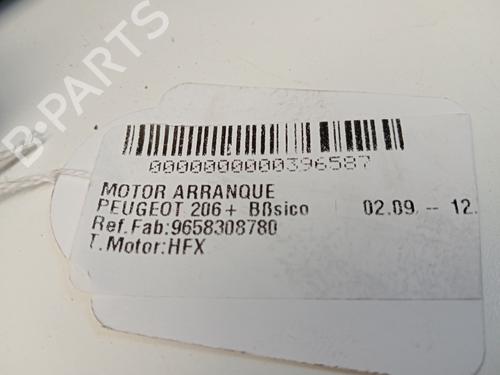 B-PARTS
0000000000396587
MOTOR ARRANQUE
PEUGEOT 206+ Bßsico 02.09 -- 12.
Ref.Fab:9658308780
T.Motor:HFX